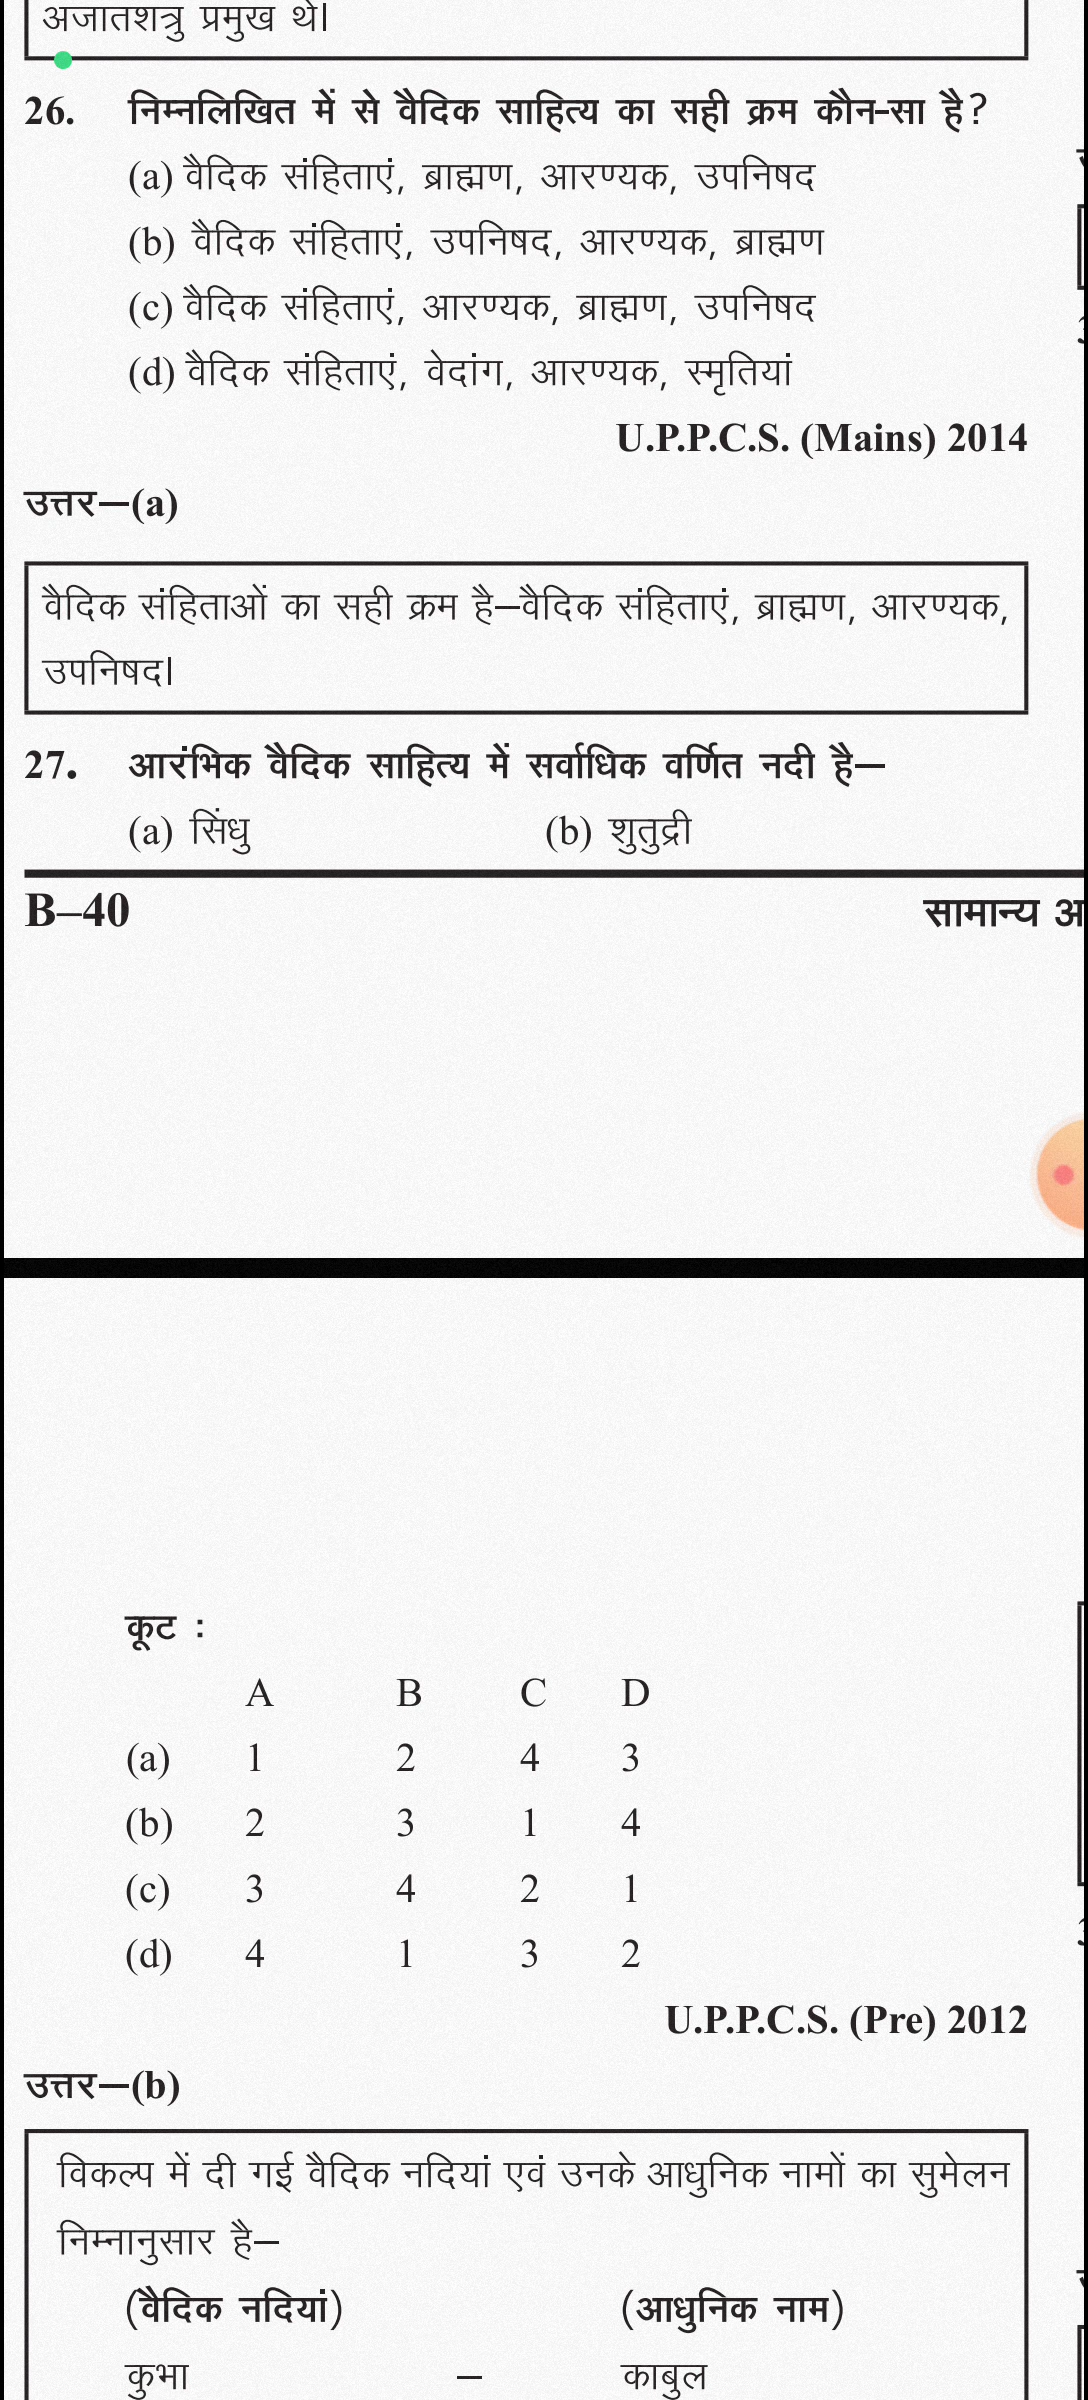 अजातशत्रु प्रमुख थे।
26. निम्नलिखित में से वैदिक साहित्य का सही क्रम कौन-सा है?
(a) वैदिक संहिताएं, ब्राह्मण, आरण्यक, उपनिषद
(b) वैदिक संहिताएं, उपनिषद, आरण्यक, ब्राह्मण
(c) वैदिक संहिताएं, आरण्यक, ब्राह्मण, उपनिषद
(d) वैदिक संहिताएं, वेदांग, आरण्यक, स्मृतियां
U.P.P.C.S. (Mains) 2014
उत्तर—(a)
वैदिक संहिताओं का सही क्रम है—वैदिक संहिताएं, ब्राह्मण, आरण्यक,
उपनिषद।
27. आरंभिक वैदिक साहित्य में सर्वाधिक वर्णित नदी है—
(a) सिंधु (b) शुतुद्री
B–40 सामान्य
कूट :
A B C D
(a) 1 2 4 3
(b) 2 3 1 4
(c) 3 4 2 1
(d) 4 1 3 2
U.P.P.C.S. (Pre) 2012
उत्तर—(b)
विकल्प में दी गई वैदिक नदियां एवं उनके आधुनिक नामों का सुमेलन
निम्नानुसार है—
(वैदिक नदियां) (आधुनिक नाम)
कुभा – काबुल